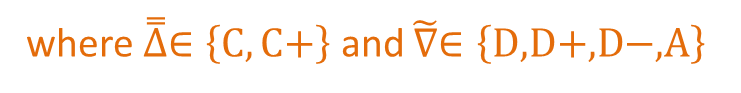 where Δ̿∈ {C, C+} and ∇̃∈ {D,D+,D−,A}